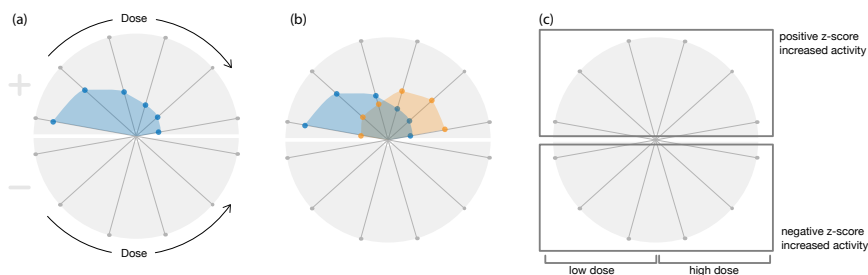 (a)
Dose
+
−
Dose
(b)
(c)
positive z-score
increased activity
negative z-score
increased activity
low dose
high dose